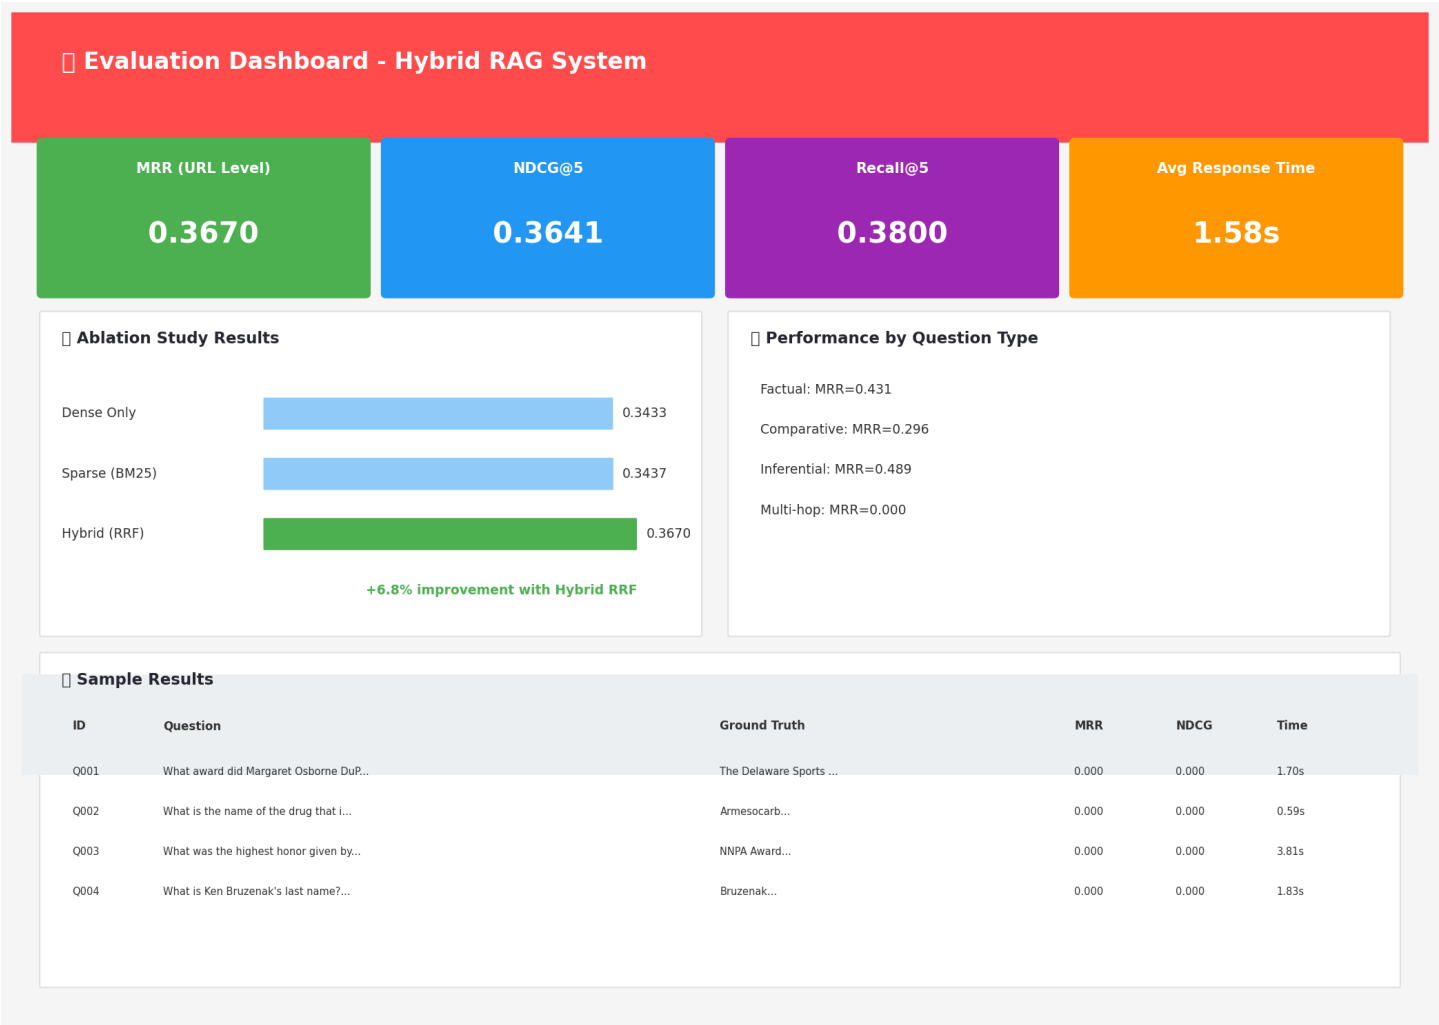 Evaluation Dashboard - Hybrid RAG System
MRR (URL Level)
0.3670
NDCG@5
0.3641
Recall@5
0.3800
Avg Response Time
1.58s
Ablation Study Results
Dense Only 0.3433
Sparse (BM25) 0.3437
Hybrid (RRF) 0.3670
+6.8% improvement with Hybrid RRF
Performance by Question Type
Factual: MRR=0.431
Comparative: MRR=0.296
Inferential: MRR=0.489
Multi-hop: MRR=0.000
Sample Results
ID Question Ground Truth MRR NDCG Time
Q001 What award did Margaret Osborne DuP... The Delaware Sports ... 0.000 0.000 1.70s
Q002 What is the name of the drug that i... Armesocarb... 0.000 0.000 0.59s
Q003 What was the highest honor given by... NNPA Award... 0.000 0.000 3.81s
Q004 What is Ken Bruzenak's last name?... Bruzenak... 0.000 0.000 1.83s